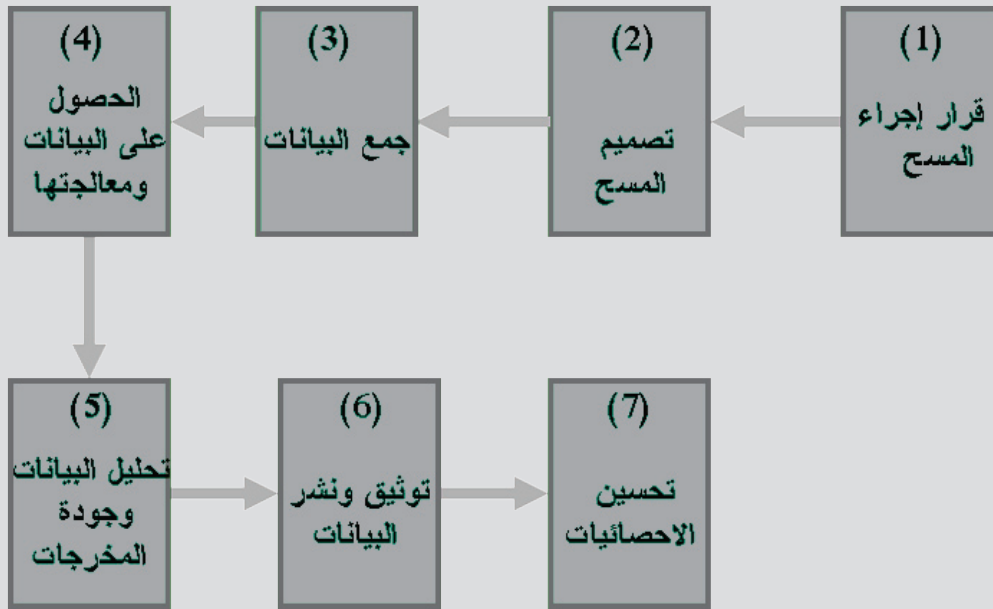 (1)
قرار إجراء
المسح
(2)
تصميم
المسح
(3)
جمع البيانات
(4)
الحصول
على البيانات
ومعالجتها
(5)
تحليل البيانات
وجودة
المخرجات
(6)
توثيق ونشر
البيانات
(7)
تحسين
الاحصائيات